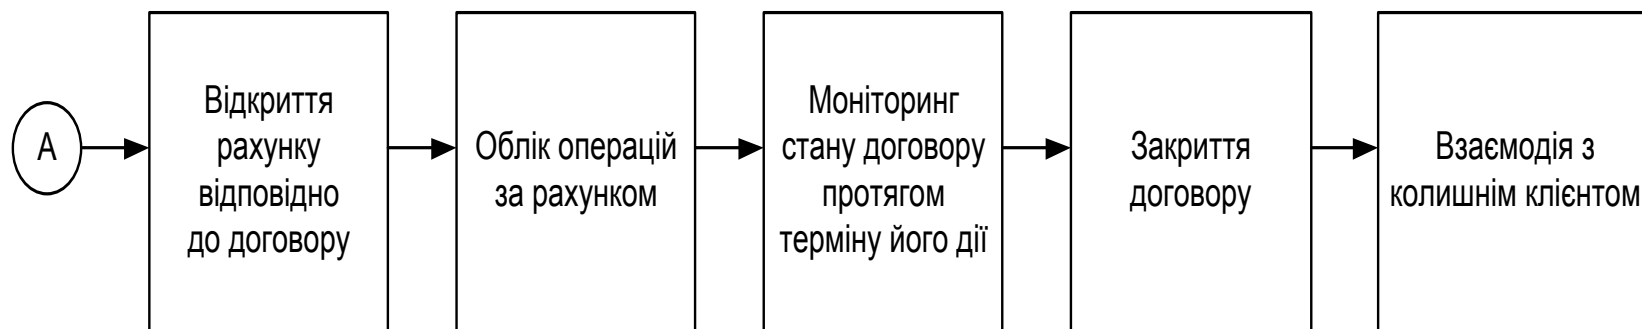 А
Відкриття
рахунку
відповідно
до договору
Облік операцій
за рахунком
Моніторинг
стану договору
протягом
терміну його дії
Закриття
договору
Взаємодія з
колишнім клієнтом